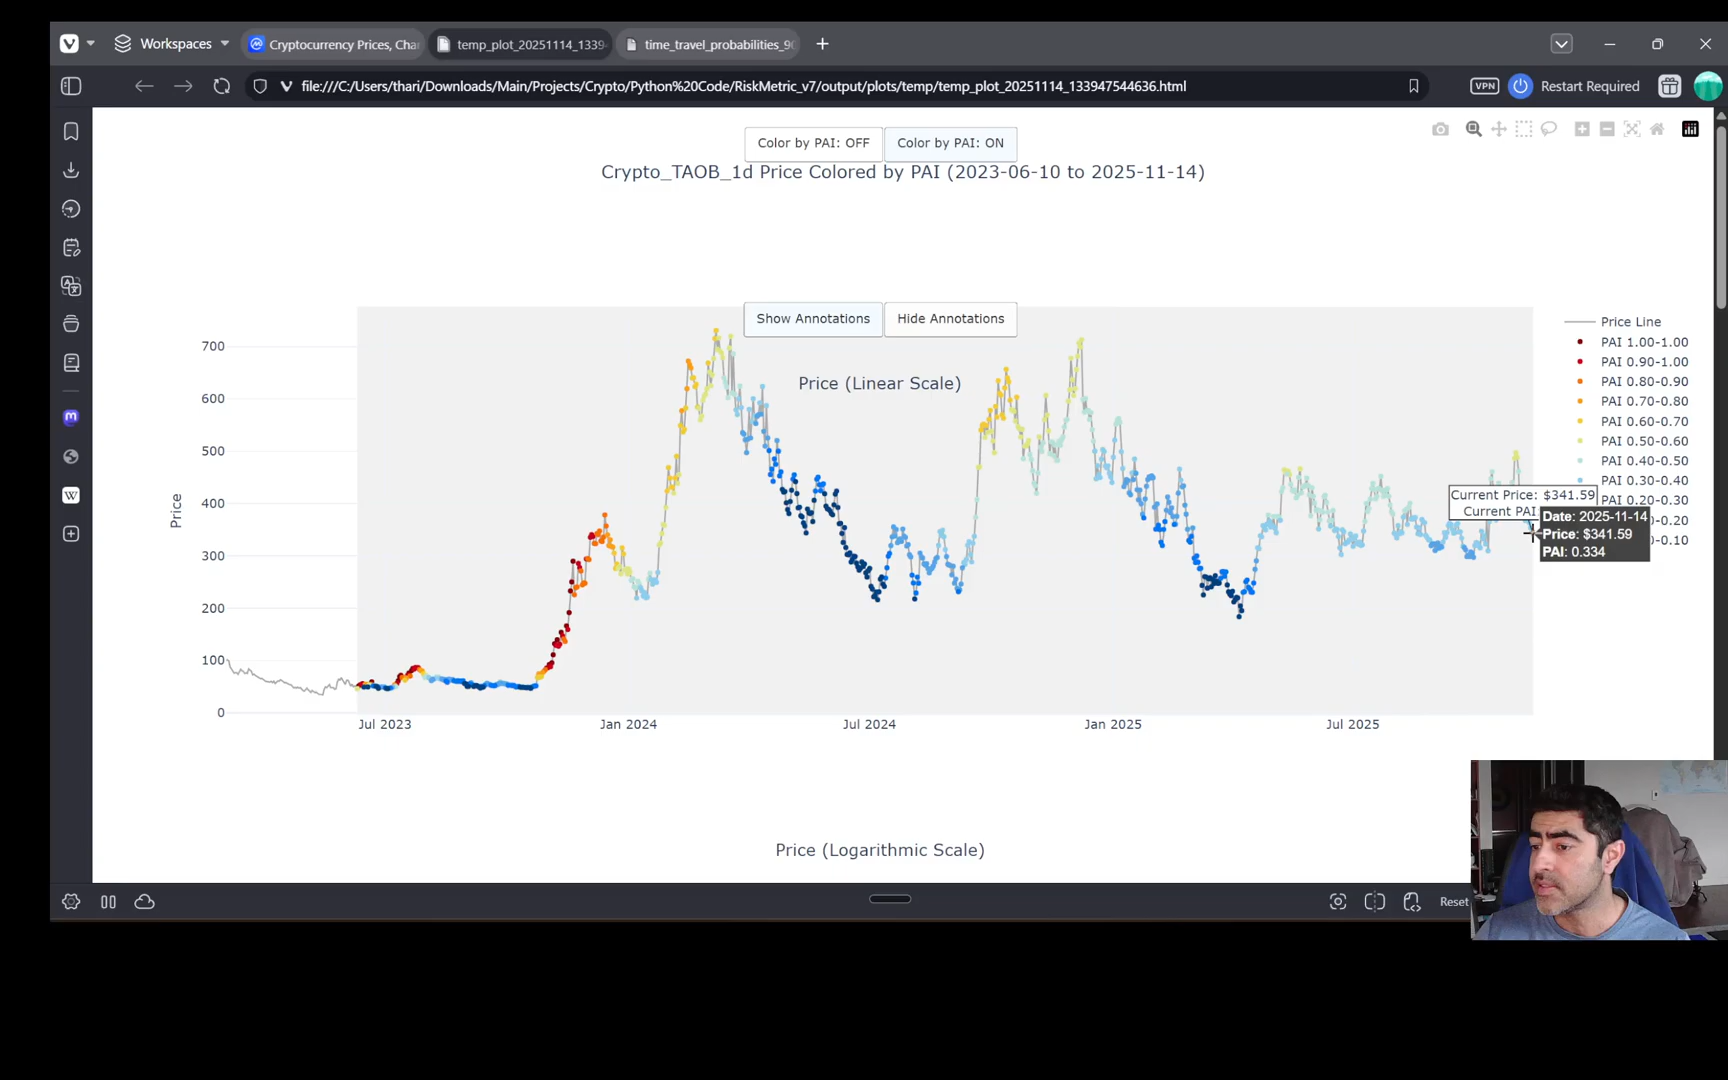 Workspaces
Cryptocurrency Prices, Cha
temp_plot_20251114_1339
time_travel_probabilities_90
file:///C:/Users/thari/Downloads/Main/Projects/Crypto/Python%20Code/RiskMetric_v7/output/plots/temp/temp_plot_20251114_133947544636.html
VPN
Restart Required
Color by PAI: OFF
Color by PAI: ON
Crypto_TAOB_1d Price Colored by PAI (2023-06-10 to 2025-11-14)
Show Annotations
Hide Annotations
Price (Linear Scale)
Price
700
600
500
400
300
200
100
0
Jul 2023
Jan 2024
Jul 2024
Jan 2025
Jul 2025
Price Line
PAI 1.00-1.00
PAI 0.90-1.00
PAI 0.80-0.90
PAI 0.70-0.80
PAI 0.60-0.70
PAI 0.50-0.60
PAI 0.40-0.50
PAI 0.30-0.40
PAI 0.20-0.30
0-0.20
0-0.10
Current Price: $341.59
Current PAI:
Date: 2025-11-14
Price: $341.59
PAI: 0.334
Price (Logarithmic Scale)
Reset
m
W